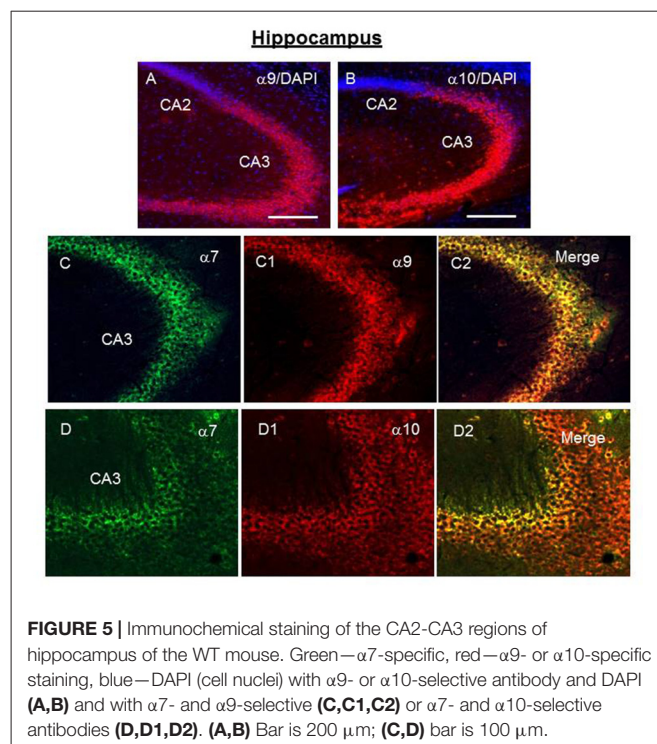 Hippocampus
A α9/DAPI
CA2
CA3
B α10/DAPI
CA2
CA3
C α7
CA3
C1 α9
C2 Merge
D α7
CA3
D1 α10
D2 Merge
FIGURE 5 | Immunochemical staining of the CA2-CA3 regions of
hippocampus of the WT mouse. Green—α7-specific, red—α9- or α10-specific
staining, blue—DAPI (cell nuclei) with α9- or α10-selective antibody and DAPI
(A,B) and with α7- and α9-selective (C,C1,C2) or α7- and α10-selective
antibodies (D,D1,D2). (A,B) Bar is 200 μm; (C,D) bar is 100 μm.